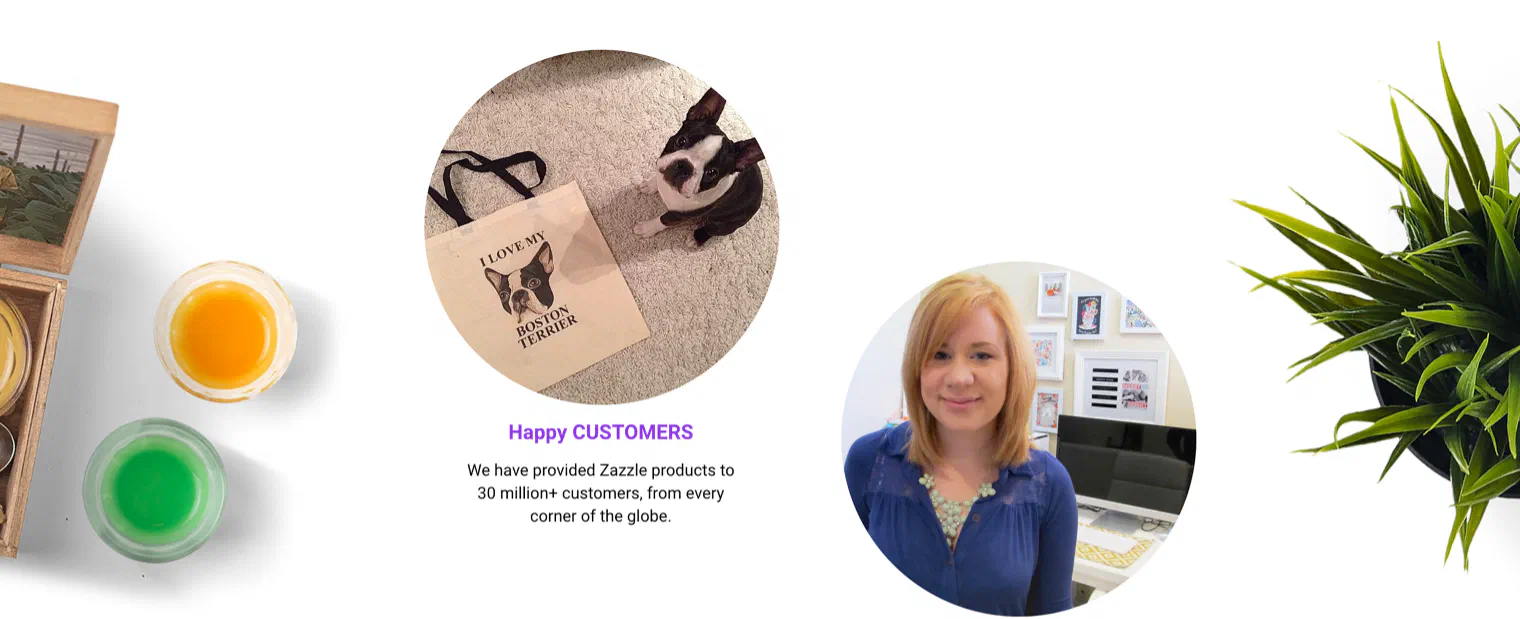 I LOVE MY
BOSTON
TERRIER
Happy CUSTOMERS
We have provided Zazzle products to
30 million+ customers, from every
corner of the globe.